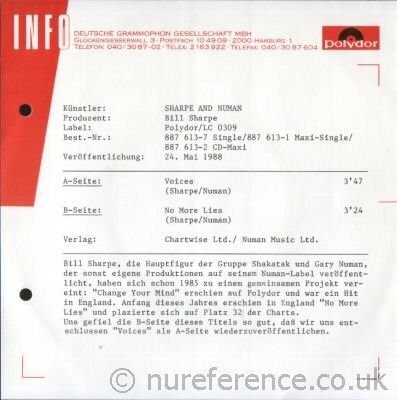 INFO
DEUTSCHE GRAMMOPHON GESELLSCHAFT MBH
GLOCKENGIESSERWALL 3 · POSTFACH 10 49 09 · 2000 HAMBURG 1
TELEFON: 040/30 87-02 · TELEX: 2163 922 · TELEFAX: 040/30 87 604
polydor
Künstler: SHARPE AND NUMAN
Produzent: Bill Sharpe
Label: Polydor/LC 0309
Best.-Nr.: 887 613-7 Single/887 613-1 Maxi-Single/
887 613-2 CD-Maxi
Veröffentlichung: 24. Mai 1988
A-Seite: Voices 3'47
(Sharpe/Numan)
B-Seite: No More Lies 3'24
(Sharpe/Numan)
Verlag: Chartwise Ltd./ Numan Music Ltd.
Bill Sharpe, die Hauptfigur der Gruppe Shakatak und Gary Numan,
der sonst eigene Produktionen auf seinem Numan-Label veröffent-
licht, haben sich schon 1985 zu einem gemeinsamen Projekt ver-
eint: "Change Your Mind" erschien auf Polydor und war ein Hit
in England. Anfang dieses Jahres erschien in England "No More
Lies" und plazierte sich auf Platz 32 der Charts.
Uns gefiel die B-Seite dieses Titels so gut, daß wir uns ent-
schlossen "Voices" als A-Seite wiederzuveröffentlichen.
© nureference.co.uk